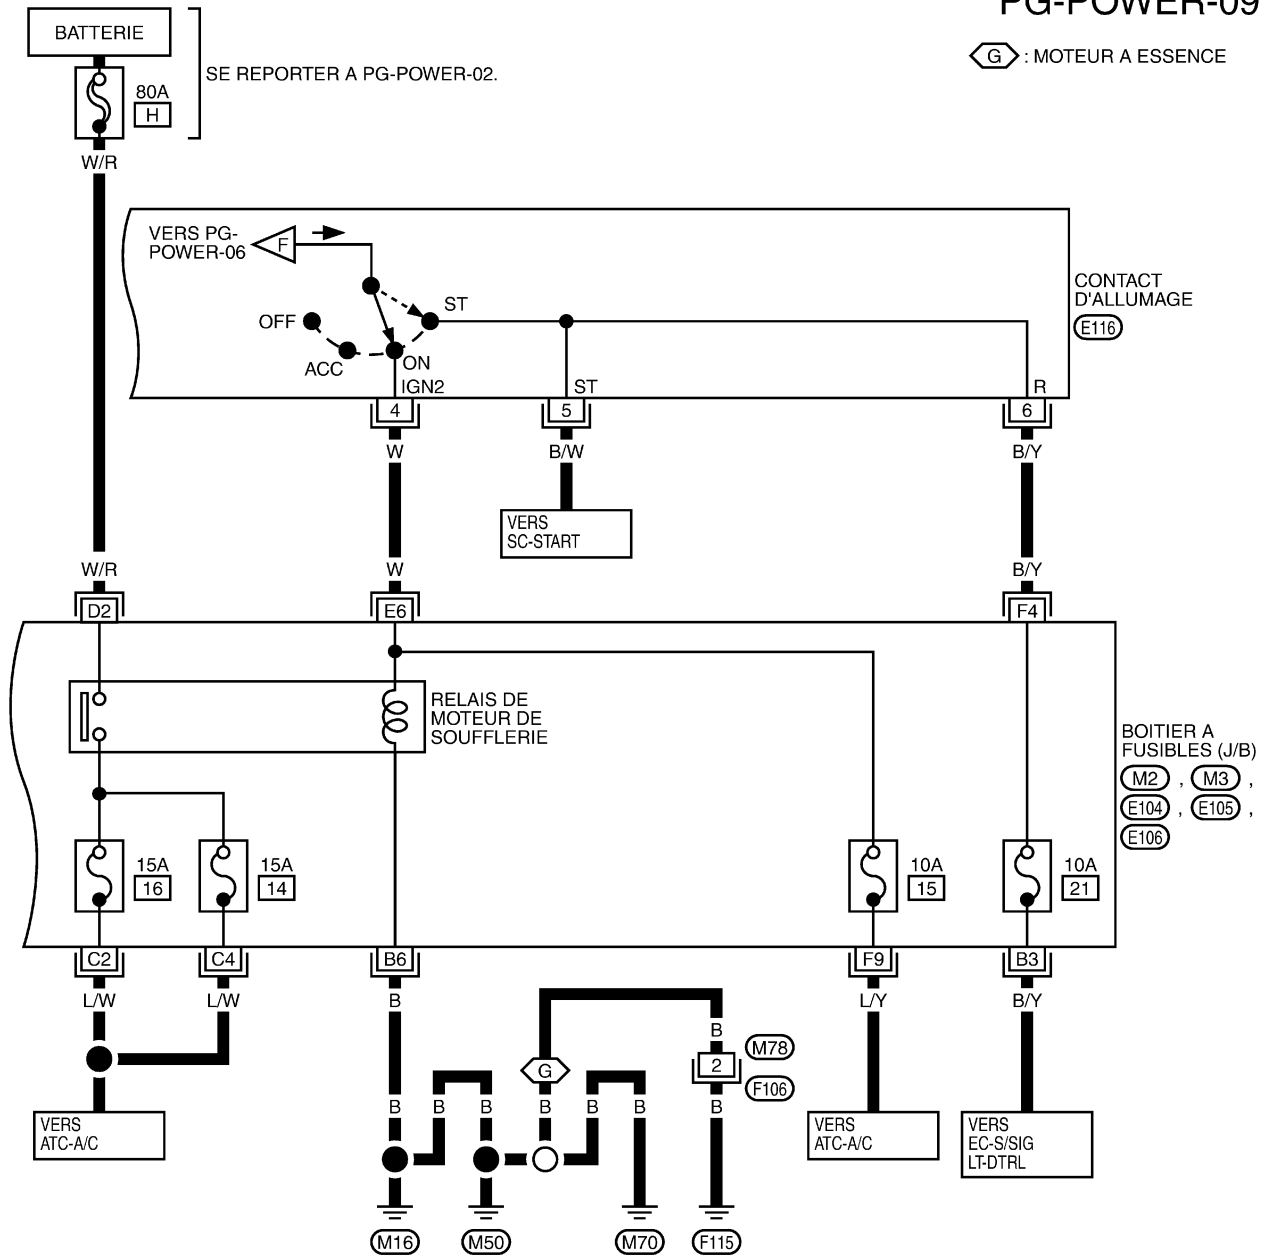 PG-POWER-09
BATTERIE
SE REPORTER A PG-POWER-02.
G : MOTEUR A ESSENCE
80A
H
W/R
VERS PG-
POWER-06
F
ST
OFF
ACC
ON
IGN2
ST
R
CONTACT
D'ALLUMAGE
E116
4
5
6
W
B/W
B/Y
VERS
SC-START
W/R
W
B/Y
D2
E6
F4
RELAIS DE
MOTEUR DE
SOUFFLERIE
BOITIER A
FUSIBLES (J/B)
M2 , M3 ,
E104 , E105 ,
E106
15A
16
15A
14
10A
15
10A
21
C2
C4
B6
F9
B3
L/W
L/W
B
L/Y
B/Y
B
M78
2
F106
G
B
B
B
B
B
B
B
VERS
ATC-A/C
VERS
ATC-A/C
VERS
EC-S/SIG
LT-DTRL
M16
M50
M70
F115